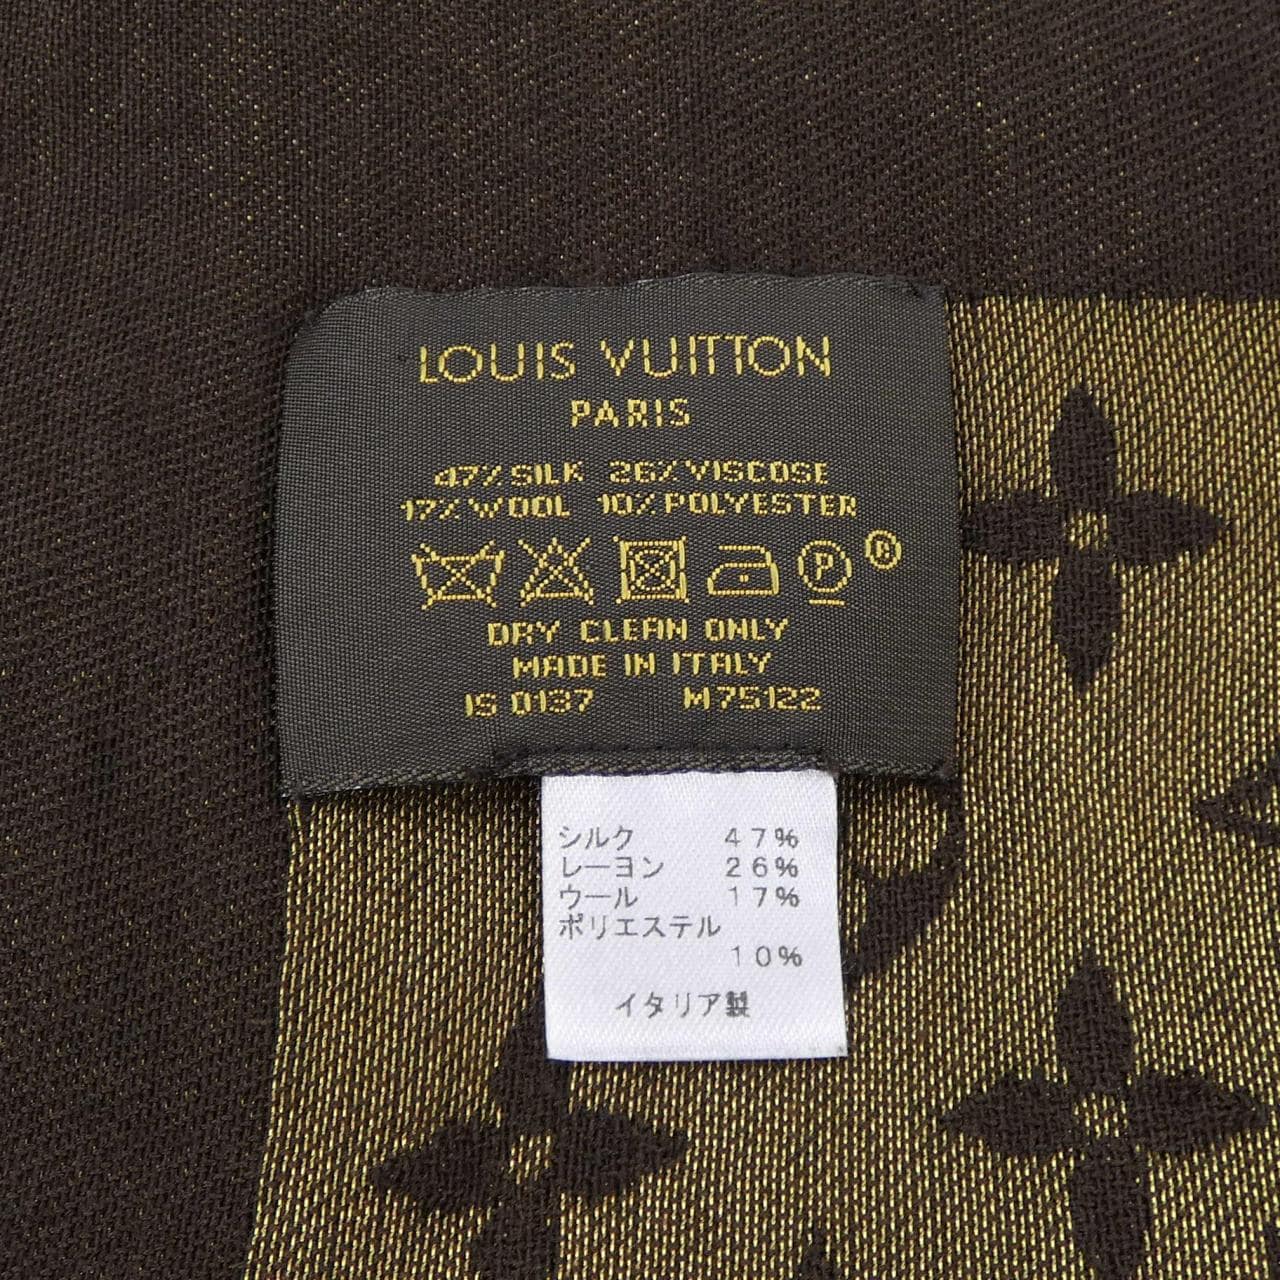 LOUIS VUITTON
PARIS
47% SILK 26% VISCOSE
17% WOOL 10% POLYESTER
P ®
DRY CLEAN ONLY
MADE IN ITALY
IS 0137 M75122
シルク 47%
レーヨン 26%
ウール 17%
ポリエステル
10%
イタリア製